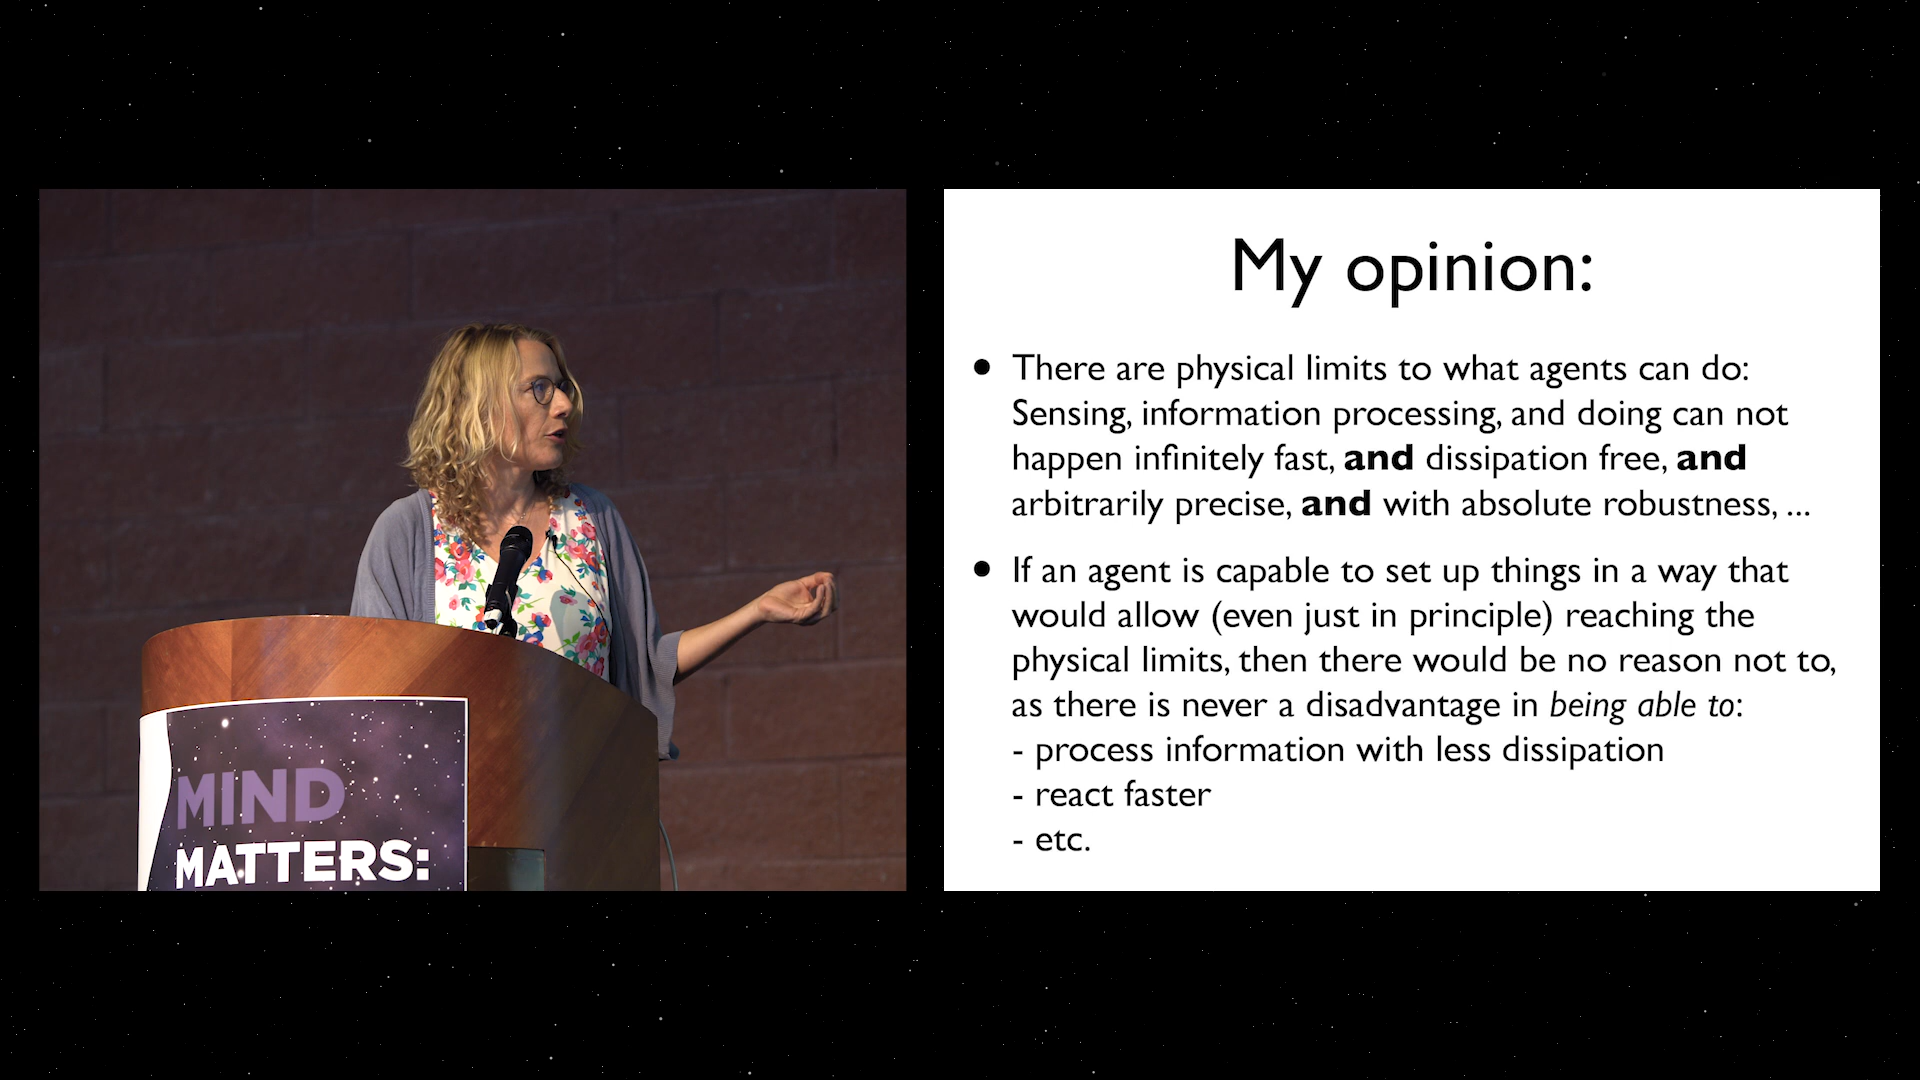 My opinion:
• There are physical limits to what agents can do:
Sensing, information processing, and doing can not
happen infinitely fast, and dissipation free, and
arbitrarily precise, and with absolute robustness, ...
• If an agent is capable to set up things in a way that
would allow (even just in principle) reaching the
physical limits, then there would be no reason not to,
as there is never a disadvantage in being able to:
- process information with less dissipation
- react faster
- etc.
MIND
MATTERS: